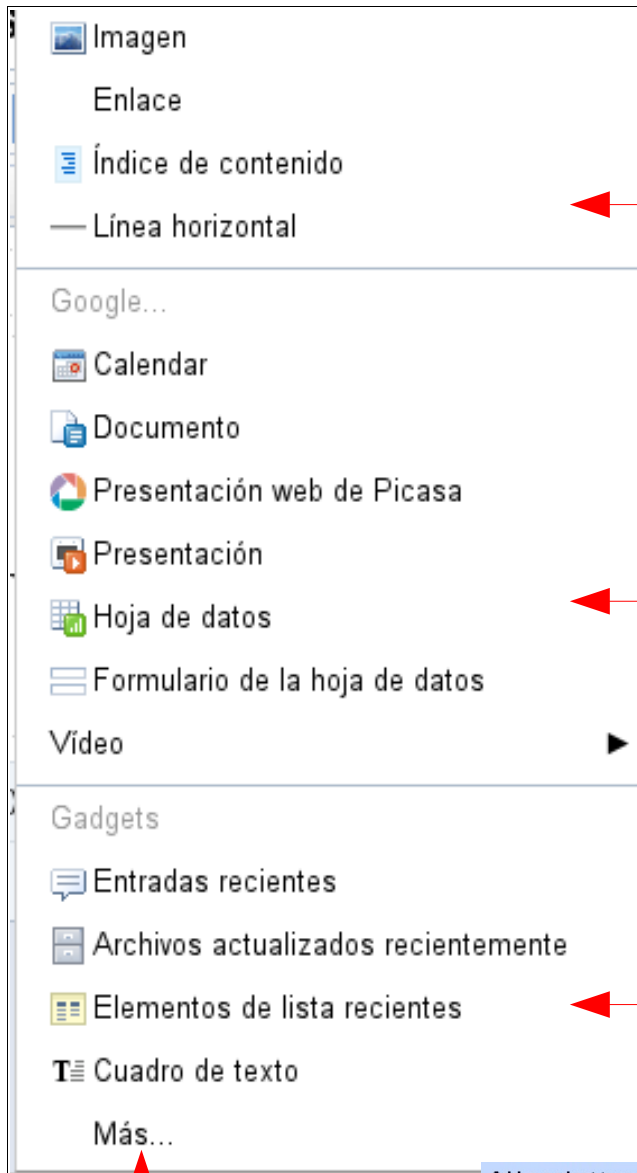 Imagen
Enlace
Índice de contenido
Línea horizontal
Google...
Calendar
Documento
Presentación web de Picasa
Presentación
Hoja de datos
Formulario de la hoja de datos
Vídeo
Gadgets
Entradas recientes
Archivos actualizados recientemente
Elementos de lista recientes
Cuadro de texto
Más...